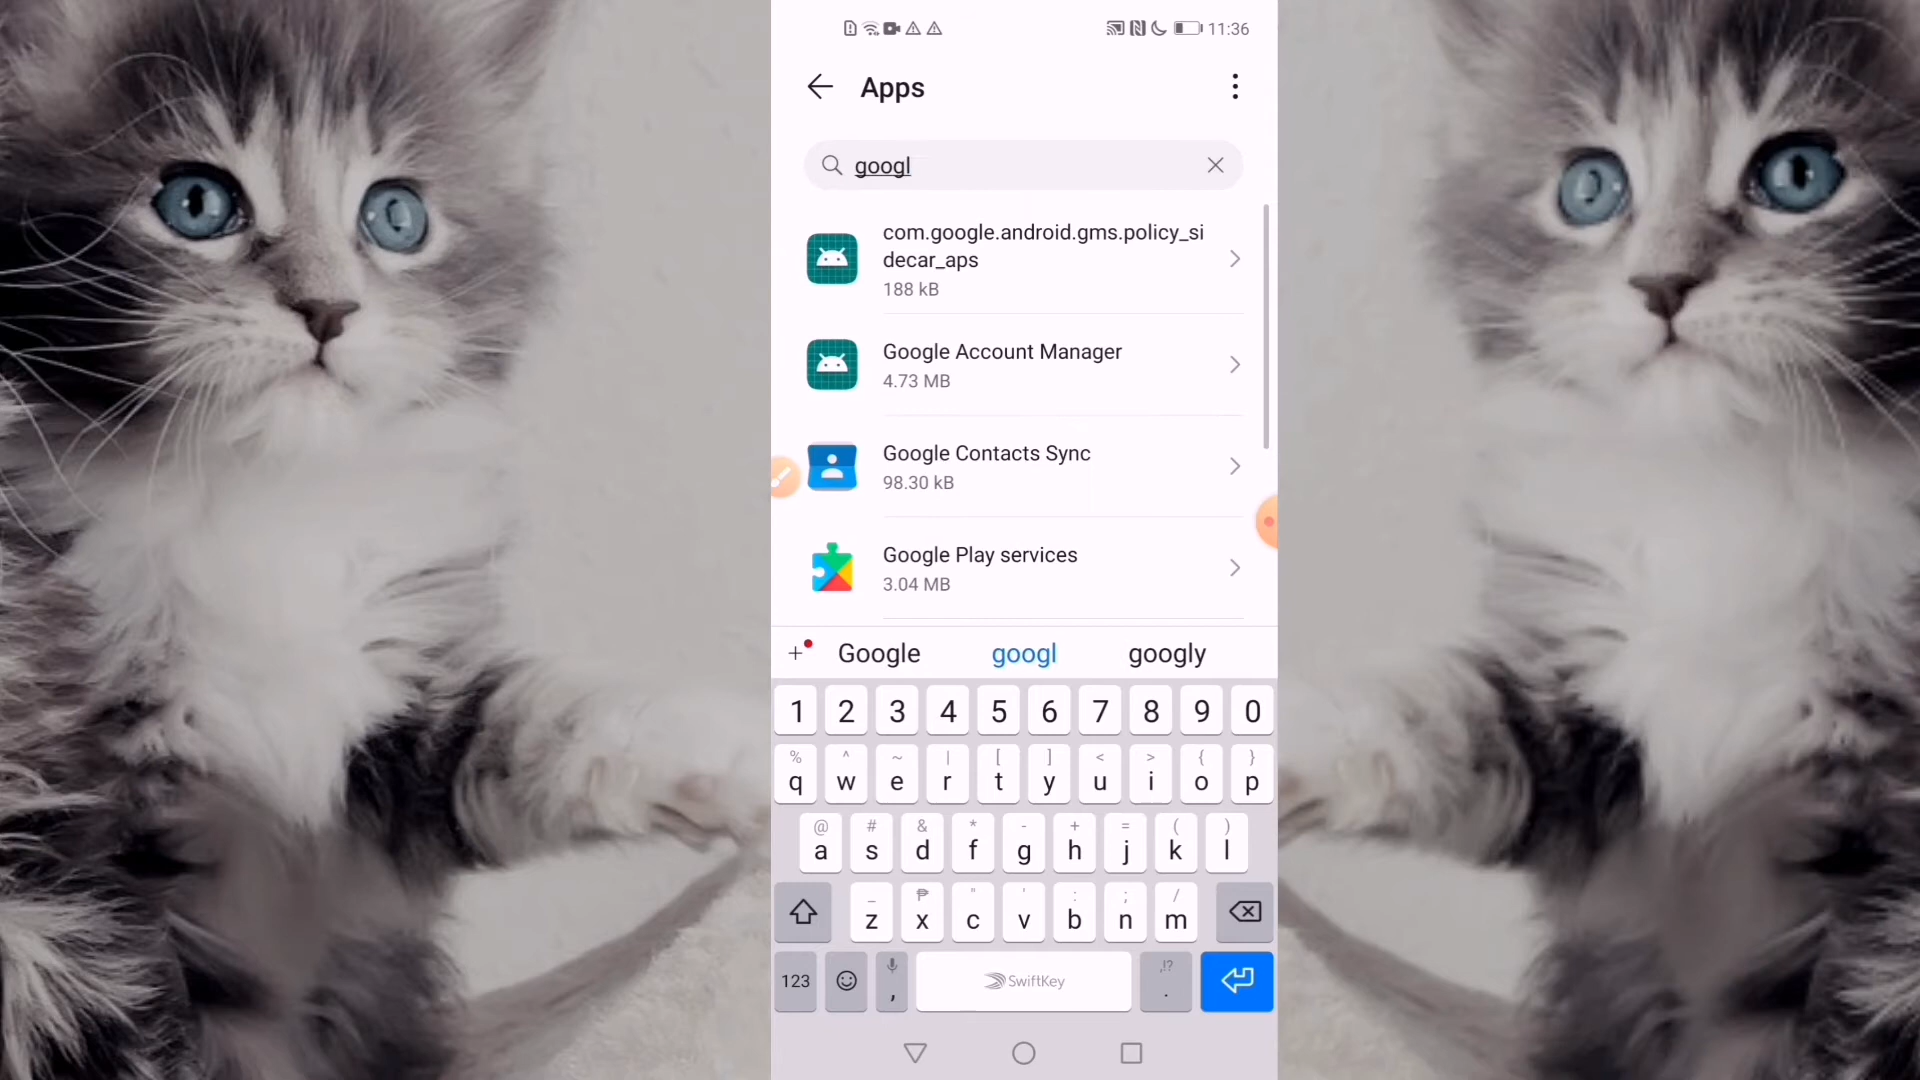 11:36
Apps
googl
com.google.android.gms.policy_si
decar_aps
188 kB
Google Account Manager
4.73 MB
Google Contacts Sync
98.30 kB
Google Play services
3.04 MB
+ Google googl googly
1 2 3 4 5 6 7 8 9 0
% ^ ~ | [ ] < > { }
q w e r t y u i o p
@ # & * - + = ( )
a s d f g h j k l
_ ₱ " ' : ; /
z x c v b n m
,!?
123 , SwiftKey .